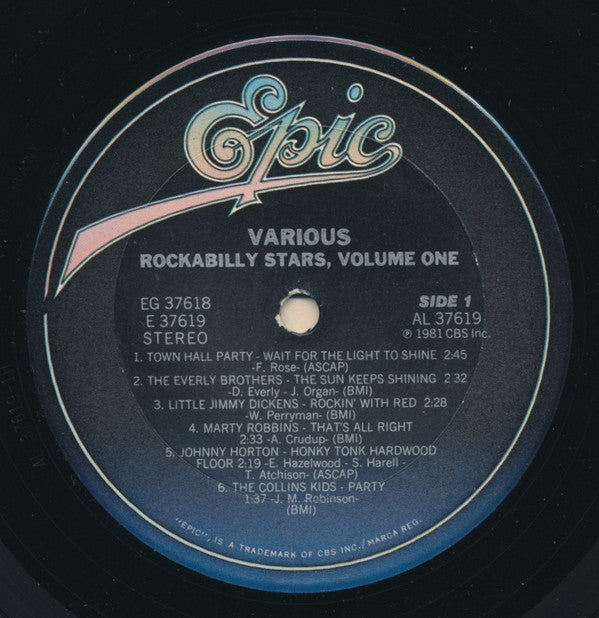 Epic
VARIOUS
ROCKABILLY STARS, VOLUME ONE
EG 37618
E 37619
STEREO
SIDE 1
AL 37619
℗ 1981 CBS Inc.
1. TOWN HALL PARTY - WAIT FOR THE LIGHT TO SHINE 2:45
-F. Rose- (ASCAP)
2. THE EVERLY BROTHERS - THE SUN KEEPS SHINING 2 32
-D. Everly - J. Organ- (BMI)
3. LITTLE JIMMY DICKENS - ROCKIN' WITH RED 2:28
-W. Perryman- (BMI)
4. MARTY ROBBINS - THAT'S ALL RIGHT
2:33 -A. Crudup- (BMI)
5. JOHNNY HORTON - HONKY TONK HARDWOOD
FLOOR 2:19 -E. Hazelwood - S. Harell -
T. Atchison- (ASCAP)
6. THE COLLINS KIDS - PARTY
1:37 -J. M. Robinson-
(BMI)
"EPIC", IS A TRADEMARK OF CBS INC./MARCA REG.